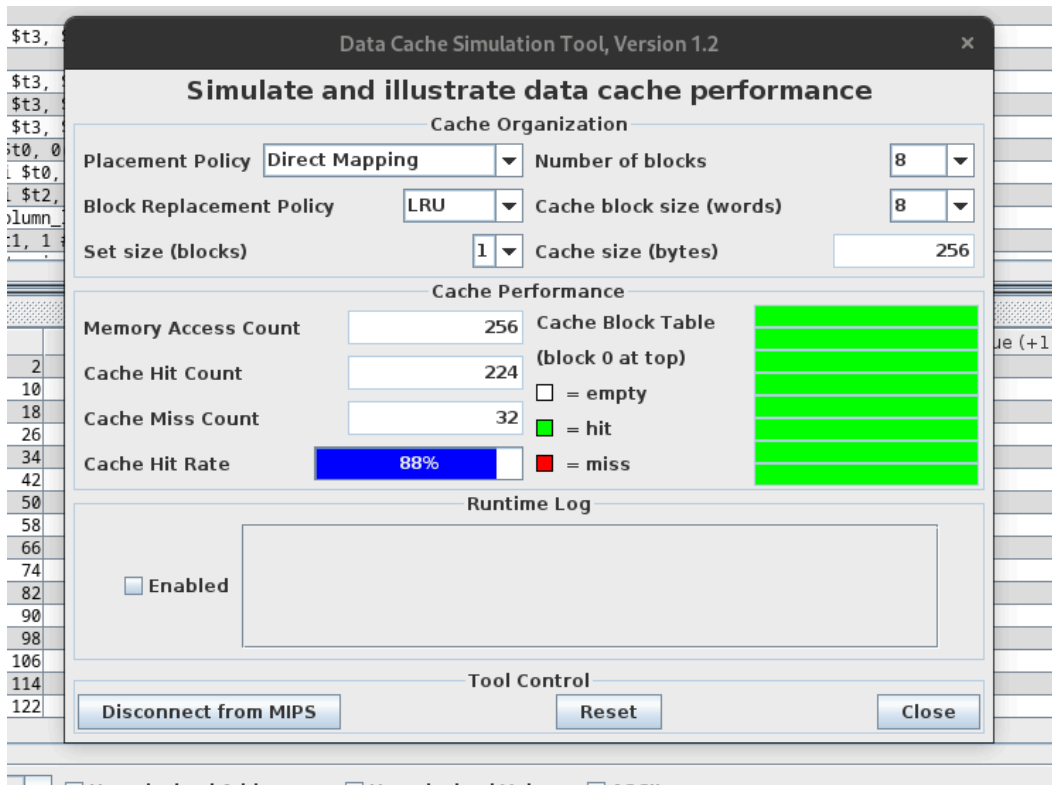 $t3,
Data Cache Simulation Tool, Version 1.2
×
Simulate and illustrate data cache performance
$t3,
$t3,
$t3,
Cache Organization
$t0, 0
Placement Policy Direct Mapping Number of blocks 8
$t0,
$t2,
Block Replacement Policy LRU Cache block size (words) 8
t1, 1 #
Set size (blocks) 1 Cache size (bytes) 256
Cache Performance
Memory Access Count 256 Cache Block Table
(block 0 at top)
Cache Hit Count 224
= empty
Cache Miss Count 32
= hit
Cache Hit Rate 88% = miss
ue (+1
2
10
18
26
34
42
50
58
66
74
82
90
98
106
114
122
Runtime Log
Enabled
Tool Control
Disconnect from MIPS Reset Close